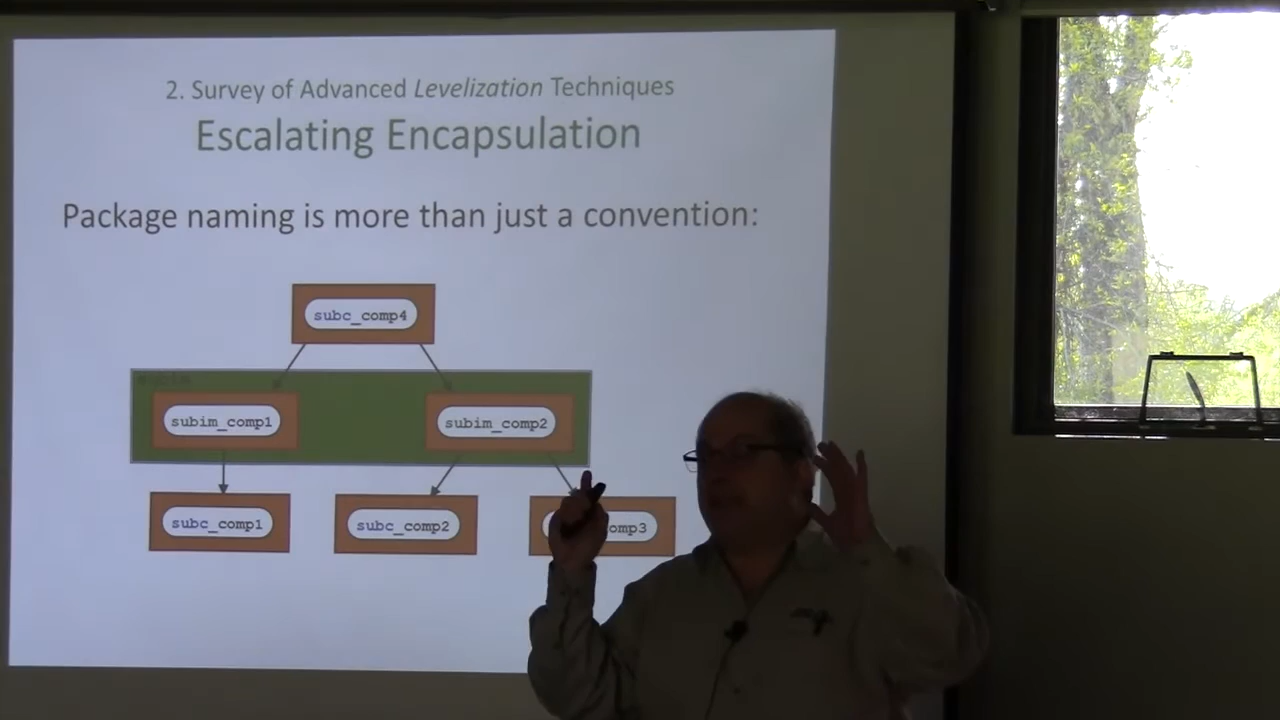 2. Survey of Advanced Levelization Techniques
Escalating Encapsulation
Package naming is more than just a convention:
subc_comp4
subim
subim_comp1
subim_comp2
subc_comp1
subc_comp2
omp3